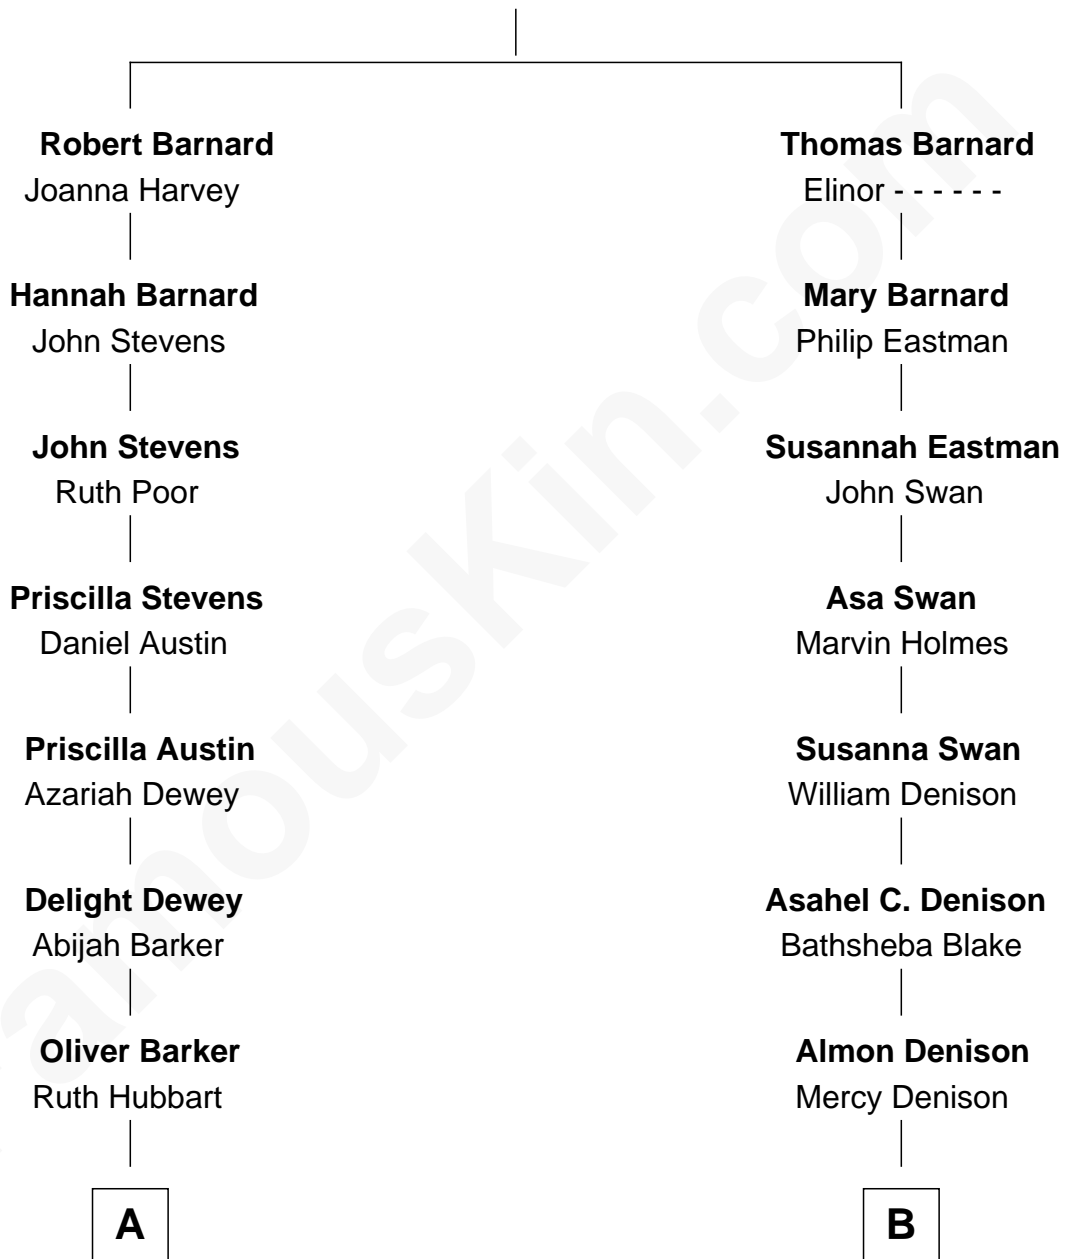 Robert Barnard
Joanna Harvey
Hannah Barnard
John Stevens
John Stevens
Ruth Poor
Priscilla Stevens
Daniel Austin
Priscilla Austin
Azariah Dewey
Delight Dewey
Abijah Barker
Oliver Barker
Ruth Hubbart
A
Thomas Barnard
Elinor - - - - - -
Mary Barnard
Philip Eastman
Susannah Eastman
John Swan
Asa Swan
Marvin Holmes
Susanna Swan
William Denison
Asahel C. Denison
Bathsheba Blake
Almon Denison
Mercy Denison
B
amousKin.com